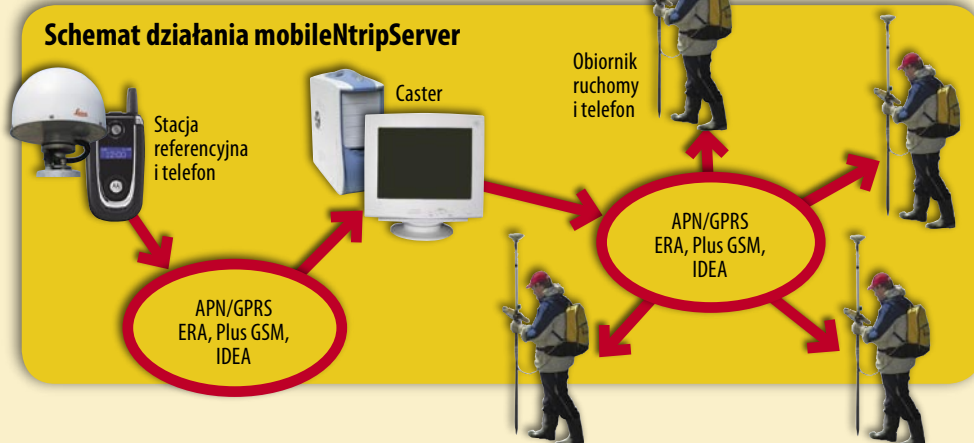 Schemat działania mobileNtripServer
Stacja
referencyjna
i telefon
Caster
Obiornik
ruchomy
i telefon
APN/GPRS
ERA, Plus GSM,
IDEA
APN/GPRS
ERA, Plus GSM,
IDEA